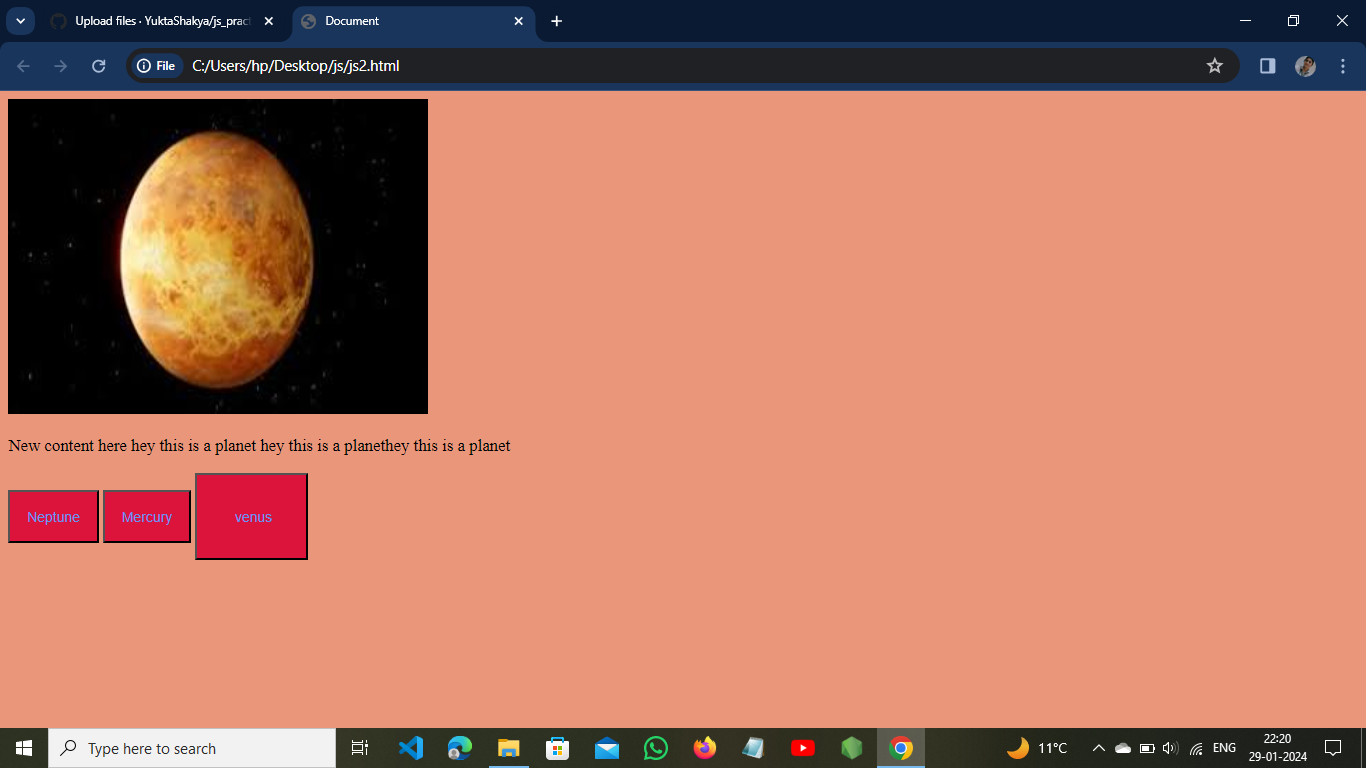 Upload files · YuktaShakya/js_pract
Document
File
C:/Users/hp/Desktop/js/js2.html
New content here hey this is a planet hey this is a planethey this is a planet
Neptune
Mercury
venus
Type here to search
11°C
ENG
22:20
29-01-2024